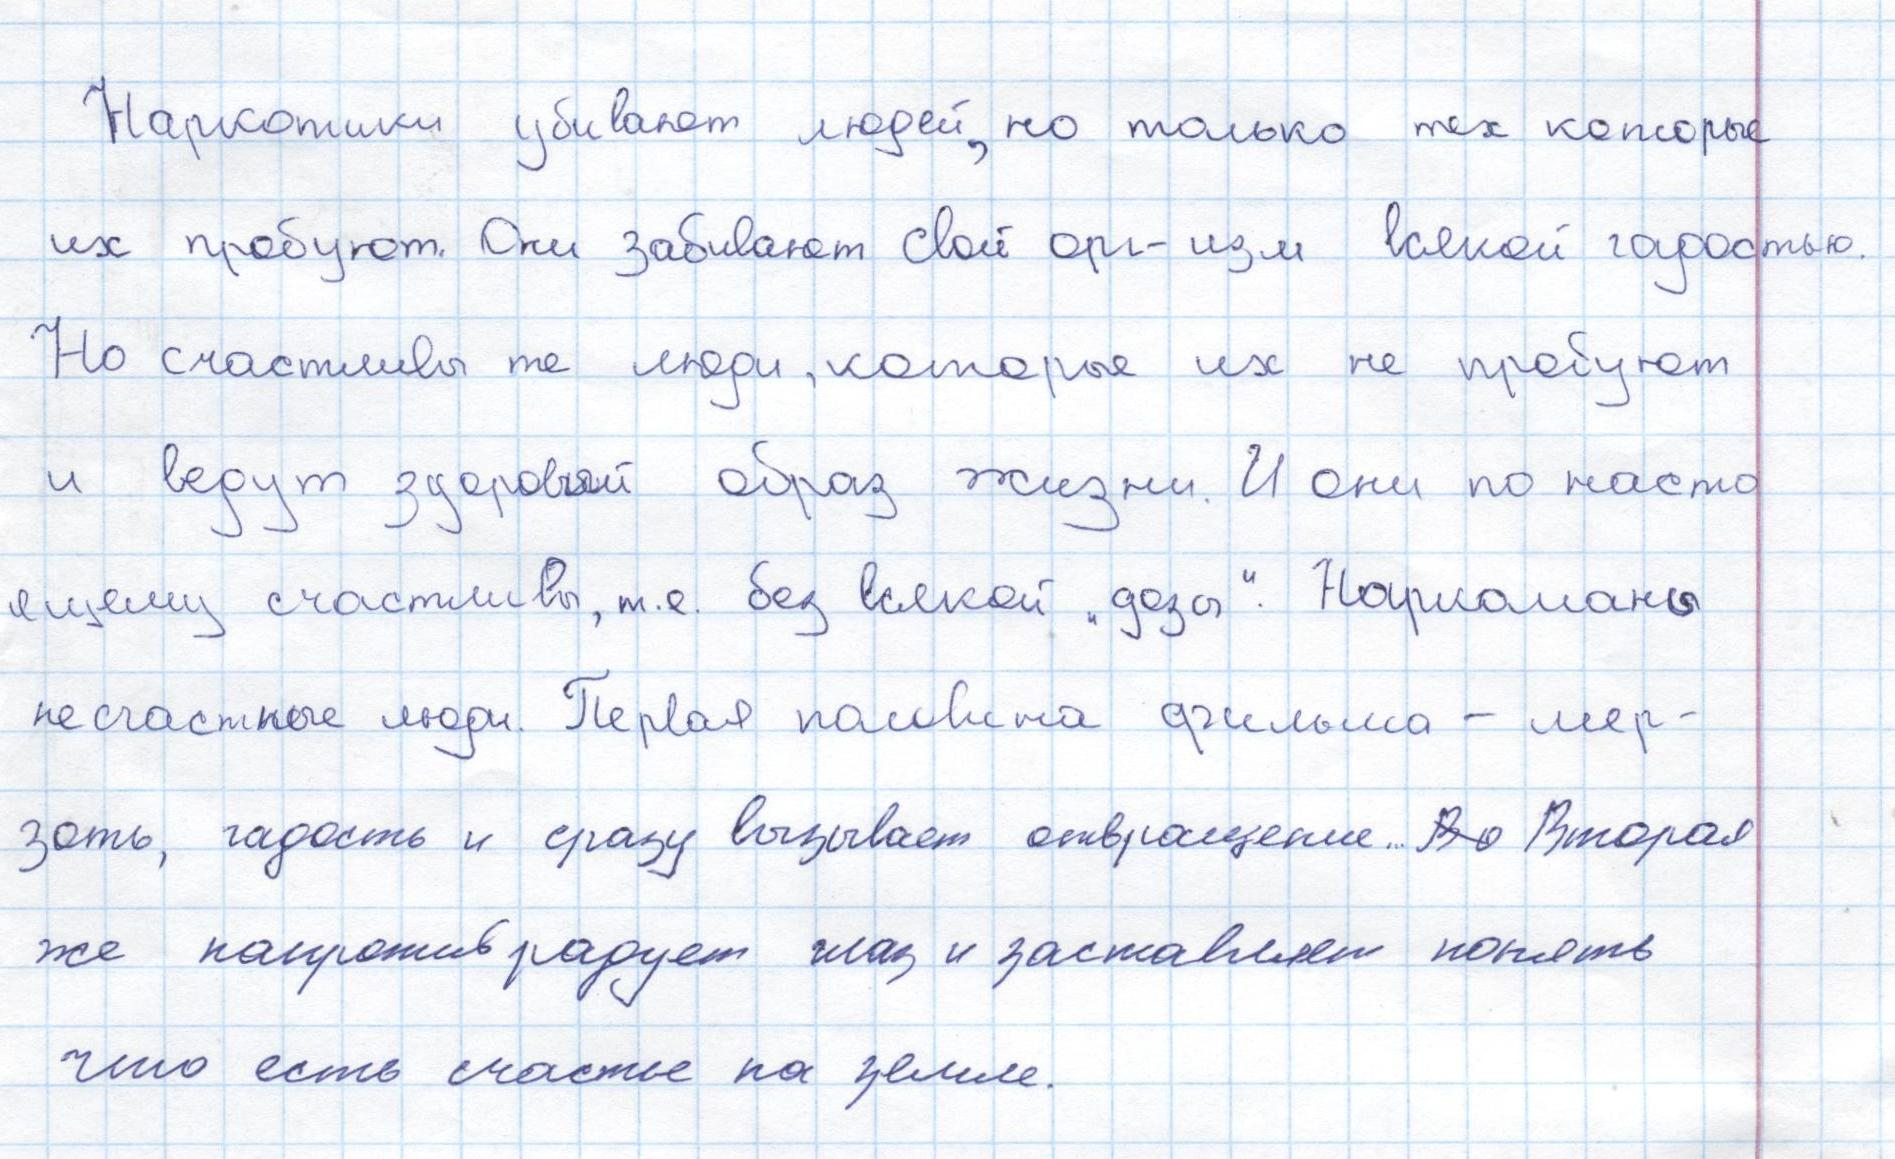 Наркотики убивают людей, но только тех которые
их пробуют. Они забивают свой орг-изм всякой гадостью.
Но счастливы те люди, которые их не пробуют
и ведут здоровый образ жизни. И они по насто
ящему счастливы, т.е. без всякой „дозы“. Наркоманы
несчастные люди. Первая половина фильма – мер-
зоть, гадость и сразу вызывает отвращение... Во Вторая
же напротив радует глаз и заставляет понять
что есть счастье на земле.